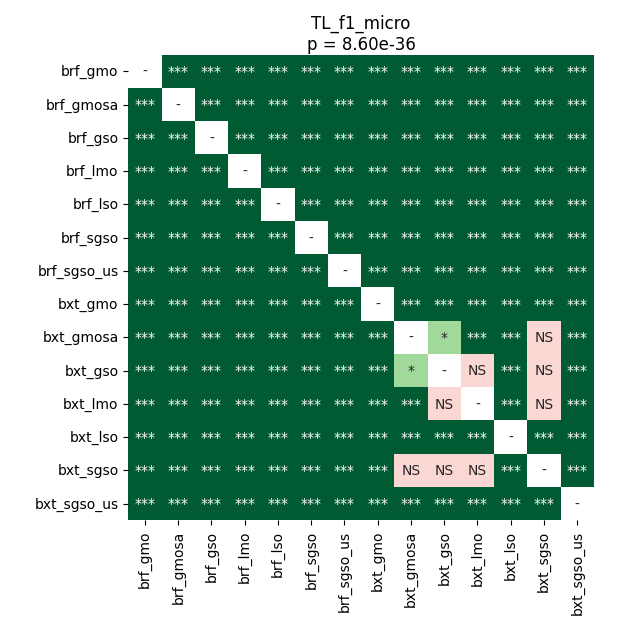 TL_f1_micro
p = 8.60e-36
brf_gmo - *** *** *** *** *** *** *** *** *** *** *** *** ***
brf_gmosa *** - *** *** *** *** *** *** *** *** *** *** *** ***
brf_gso *** *** - *** *** *** *** *** *** *** *** *** *** ***
brf_lmo *** *** *** - *** *** *** *** *** *** *** *** *** ***
brf_lso *** *** *** *** - *** *** *** *** *** *** *** *** ***
brf_sgso *** *** *** *** *** - *** *** *** *** *** *** *** ***
brf_sgso_us *** *** *** *** *** *** - *** *** *** *** *** *** ***
bxt_gmo *** *** *** *** *** *** *** - *** *** *** *** *** ***
bxt_gmosa *** *** *** *** *** *** *** *** - * *** *** NS ***
bxt_gso *** *** *** *** *** *** *** *** * - NS *** NS ***
bxt_lmo *** *** *** *** *** *** *** *** *** NS - *** NS ***
bxt_lso *** *** *** *** *** *** *** *** *** *** *** - *** ***
bxt_sgso *** *** *** *** *** *** *** *** NS NS NS *** - ***
bxt_sgso_us *** *** *** *** *** *** *** *** *** *** *** *** *** -
brf_gmo
brf_gmosa
brf_gso
brf_lmo
brf_lso
brf_sgso
brf_sgso_us
bxt_gmo
bxt_gmosa
bxt_gso
bxt_lmo
bxt_lso
bxt_sgso
bxt_sgso_us